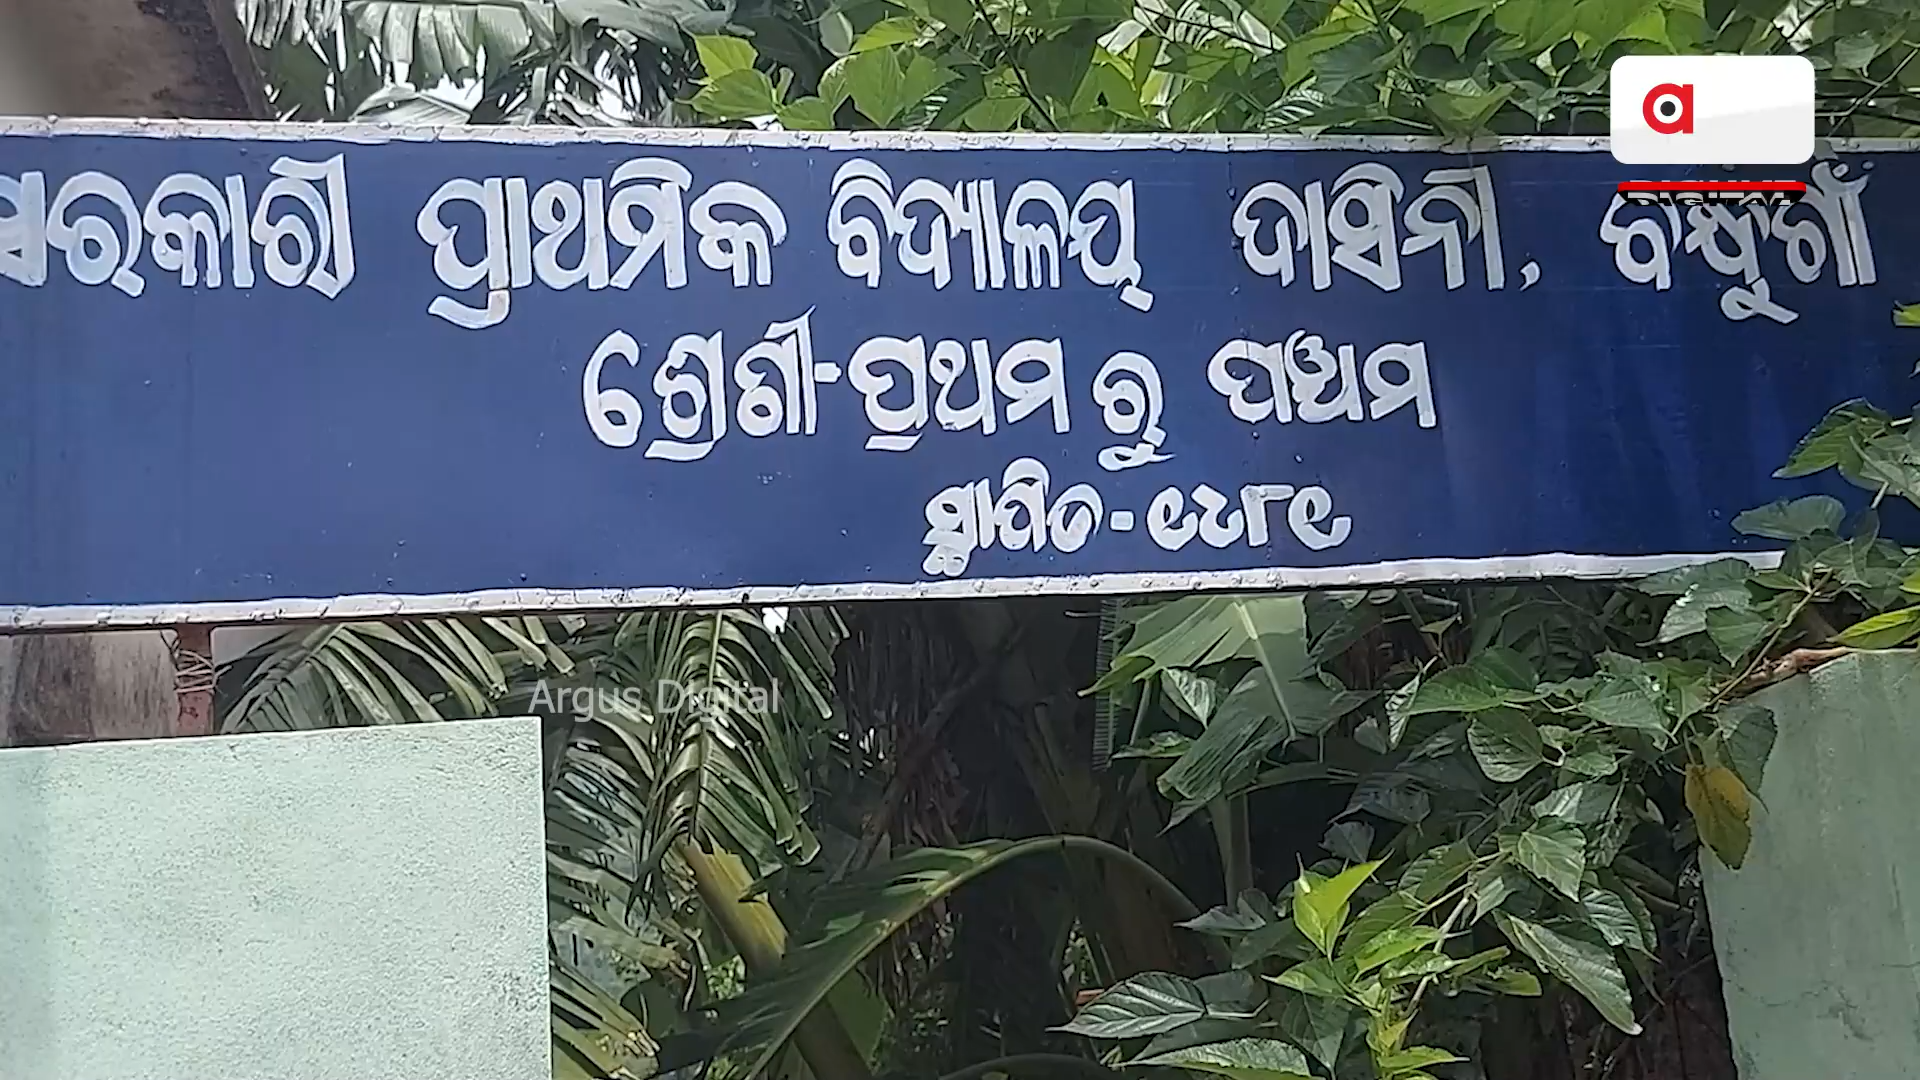 ସରକାରୀ ପ୍ରାଥମିକ ବିଦ୍ୟାଳୟ ଦାସିନୀ, ବନ୍ଧୁଗାଁ
ଶ୍ରେଣୀ-ପ୍ରଥମ ରୁ ପଞ୍ଚମ
ସ୍ଥାପିତ-୧୯୮୧
Argus Digital